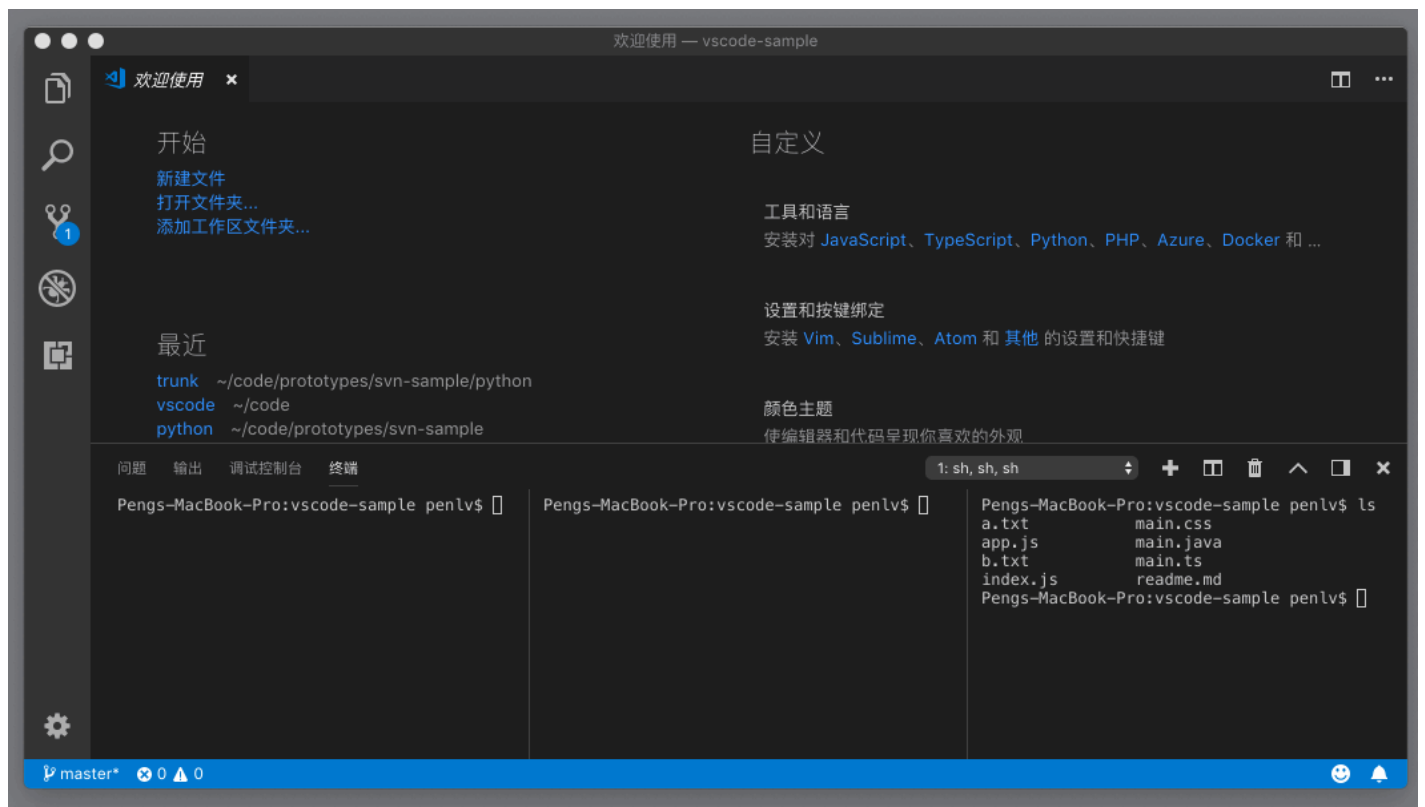 欢迎使用 — vscode-sample
欢迎使用
开始
新建文件
打开文件夹...
添加工作区文件夹...
最近
trunk ~/code/prototypes/svn-sample/python
vscode ~/code
python ~/code/prototypes/svn-sample
自定义
工具和语言
安装对 JavaScript、TypeScript、Python、PHP、Azure、Docker 和 ...
设置和按键绑定
安装 Vim、Sublime、Atom 和 其他 的设置和快捷键
颜色主题
使编辑器和代码呈现你喜欢的外观
1
问题 输出 调试控制台 终端
1: sh, sh, sh
Pengs-MacBook-Pro:vscode-sample penlv$
Pengs-MacBook-Pro:vscode-sample penlv$
Pengs-MacBook-Pro:vscode-sample penlv$ ls
a.txt main.css
app.js main.java
b.txt main.ts
index.js readme.md
Pengs-MacBook-Pro:vscode-sample penlv$
master* 0 0